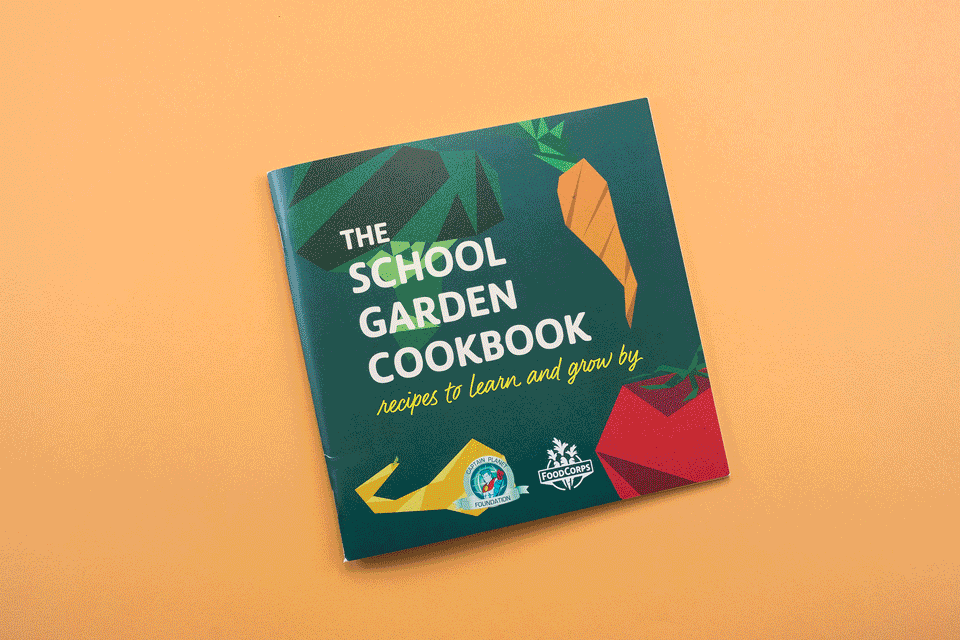 THE
SCHOOL
GARDEN
COOKBOOK
recipes to learn and grow by
CAPTAIN PLANET
FOUNDATION
FOODCORPS